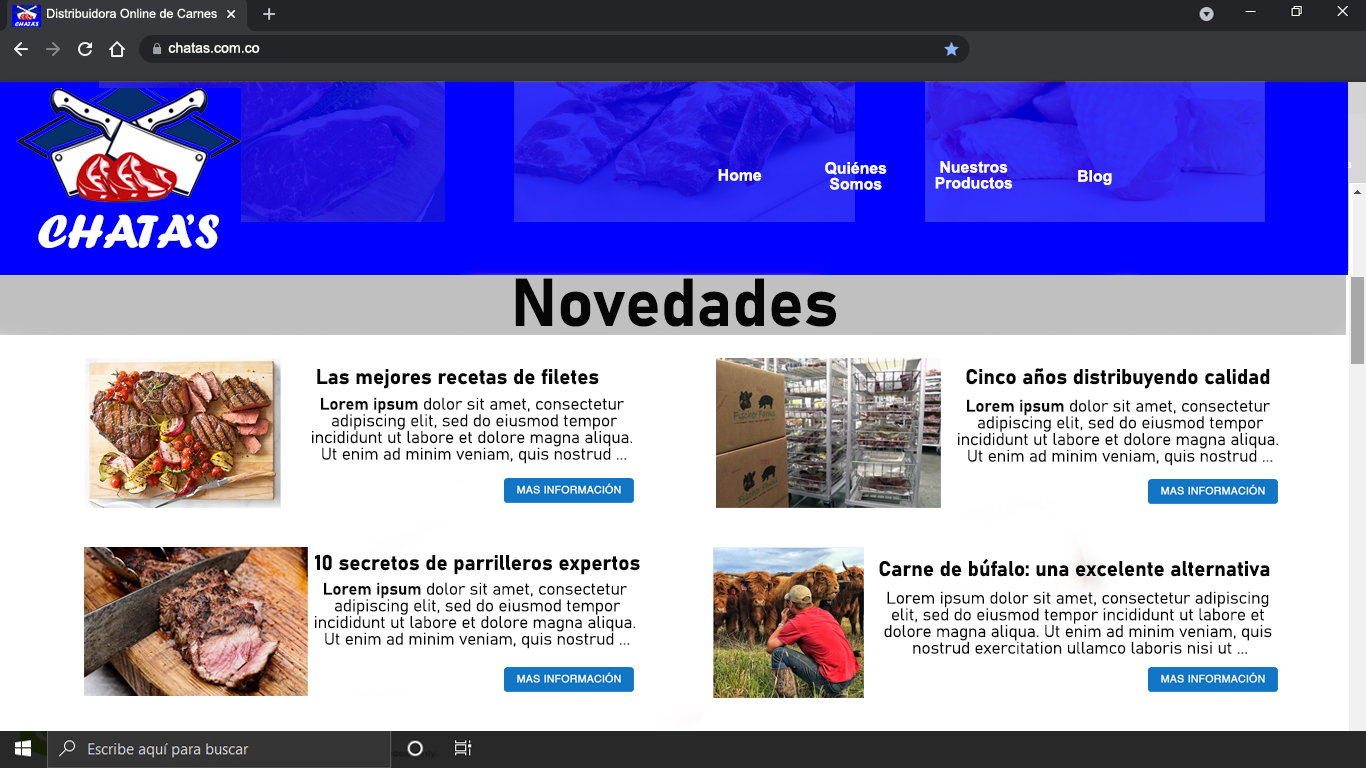 Distribuidora Online de Carnes
chatas.com.co
CHATA'S
Home
Quiénes
Somos
Nuestros
Productos
Blog
Novedades
Las mejores recetas de filetes
Lorem ipsum dolor sit amet, consectetur
adipiscing elit, sed do eiusmod tempor
incididunt ut labore et dolore magna aliqua.
Ut enim ad minim veniam, quis nostrud ...
MAS INFORMACIÓN
Cinco años distribuyendo calidad
Lorem ipsum dolor sit amet, consectetur
adipiscing elit, sed do eiusmod tempor
incididunt ut labore et dolore magna aliqua.
Ut enim ad minim veniam, quis nostrud ...
MAS INFORMACIÓN
10 secretos de parrilleros expertos
Lorem ipsum dolor sit amet, consectetur
adipiscing elit, sed do eiusmod tempor
incididunt ut labore et dolore magna aliqua.
Ut enim ad minim veniam, quis nostrud ...
MAS INFORMACIÓN
Carne de búfalo: una excelente alternativa
Lorem ipsum dolor sit amet, consectetur adipiscing
elit, sed do eiusmod tempor incididunt ut labore et
dolore magna aliqua. Ut enim ad minim veniam, quis
nostrud exercitation ullamco laboris nisi ut ...
MAS INFORMACIÓN
Escribe aquí para buscar